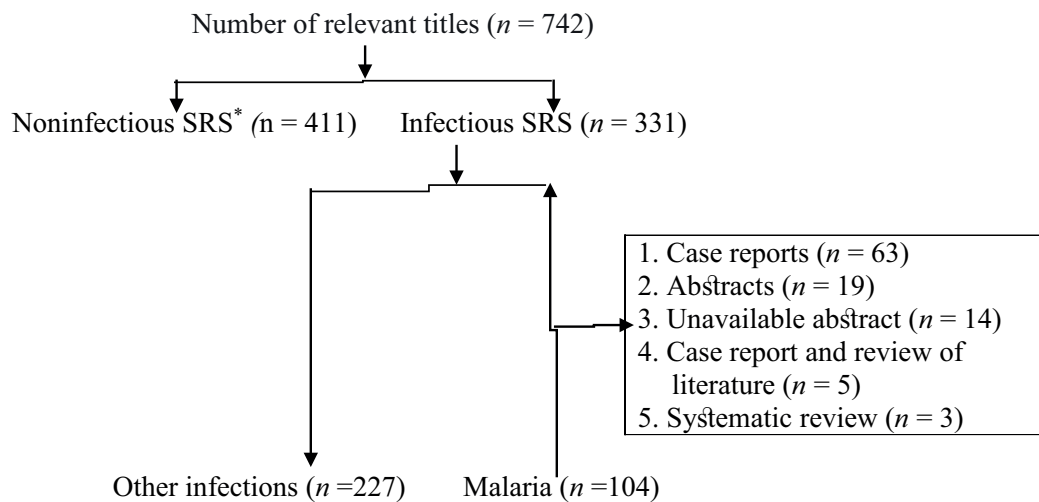 Number of relevant titles (n = 742)
Noninfectious SRS* (n = 411)
Infectious SRS (n = 331)
1. Case reports (n = 63)
2. Abstracts (n = 19)
3. Unavailable abstract (n = 14)
4. Case report and review of
literature (n = 5)
5. Systematic review (n = 3)
Other infections (n =227)
Malaria (n =104)